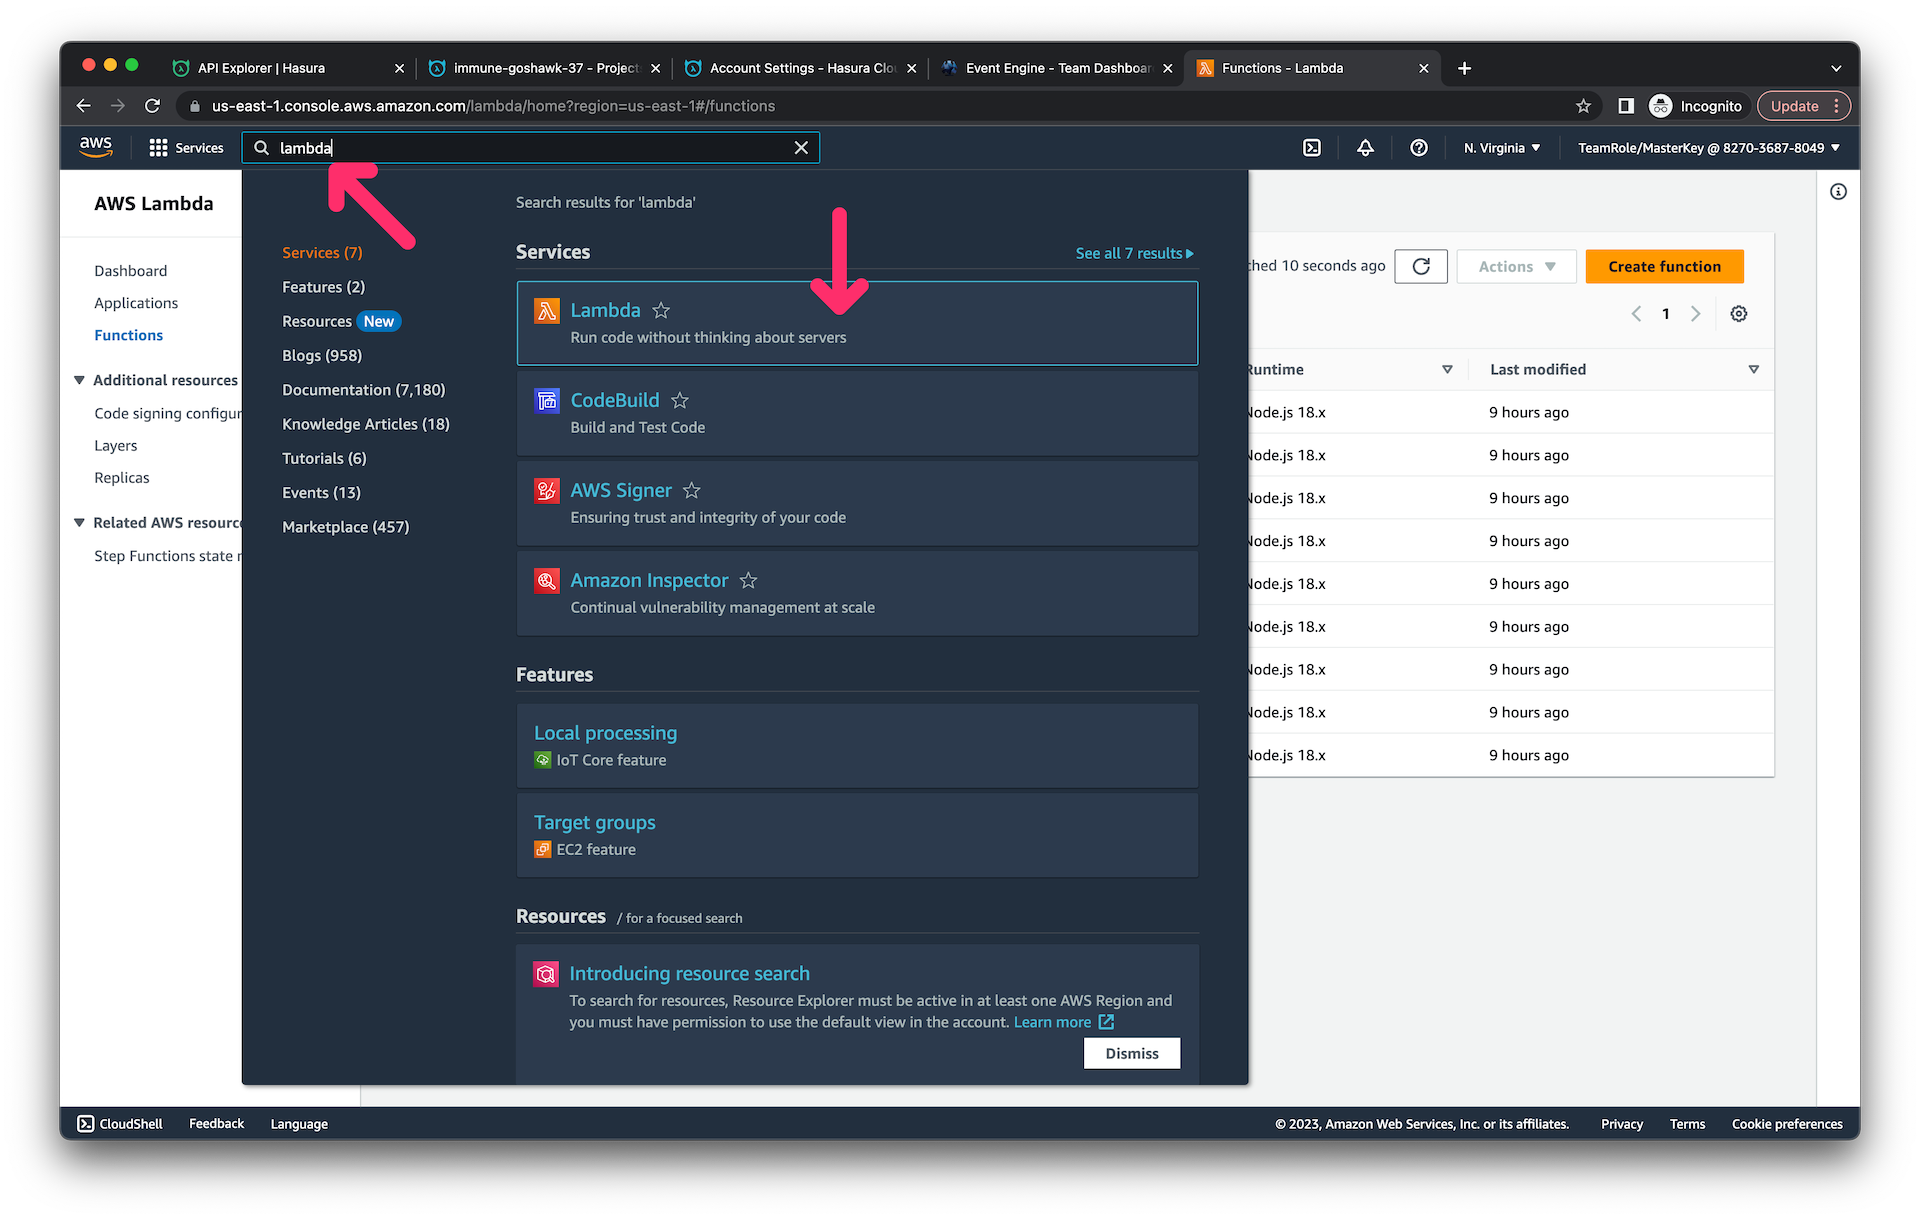 API Explorer | Hasura
immune-goshawk-37 - Project
Account Settings - Hasura Clo
Event Engine - Team Dashboar
Functions - Lambda
us-east-1.console.aws.amazon.com/lambda/home?region=us-east-1#/functions
Incognito
Update
aws
Services
lambda
N. Virginia
TeamRole/MasterKey @ 8270-3687-8049
AWS Lambda
Dashboard
Applications
Functions
Additional resources
Code signing configur
Layers
Replicas
Related AWS resourc
Step Functions state
Search results for 'lambda'
Services (7)
Features (2)
Resources New
Blogs (958)
Documentation (7,180)
Knowledge Articles (18)
Tutorials (6)
Events (13)
Marketplace (457)
Services
See all 7 results
Lambda
Run code without thinking about servers
CodeBuild
Build and Test Code
AWS Signer
Ensuring trust and integrity of your code
Amazon Inspector
Continual vulnerability management at scale
Features
Local processing
IoT Core feature
Target groups
EC2 feature
Resources / for a focused search
Introducing resource search
To search for resources, Resource Explorer must be active in at least one AWS Region and
you must have permission to use the default view in the account. Learn more
Dismiss
ched 10 seconds ago
Actions
Create function
1
Runtime
Last modified
Node.js 18.x
9 hours ago
Node.js 18.x
9 hours ago
Node.js 18.x
9 hours ago
Node.js 18.x
9 hours ago
Node.js 18.x
9 hours ago
Node.js 18.x
9 hours ago
Node.js 18.x
9 hours ago
Node.js 18.x
9 hours ago
Node.js 18.x
9 hours ago
CloudShell
Feedback
Language
© 2023, Amazon Web Services, Inc. or its affiliates.
Privacy
Terms
Cookie preferences